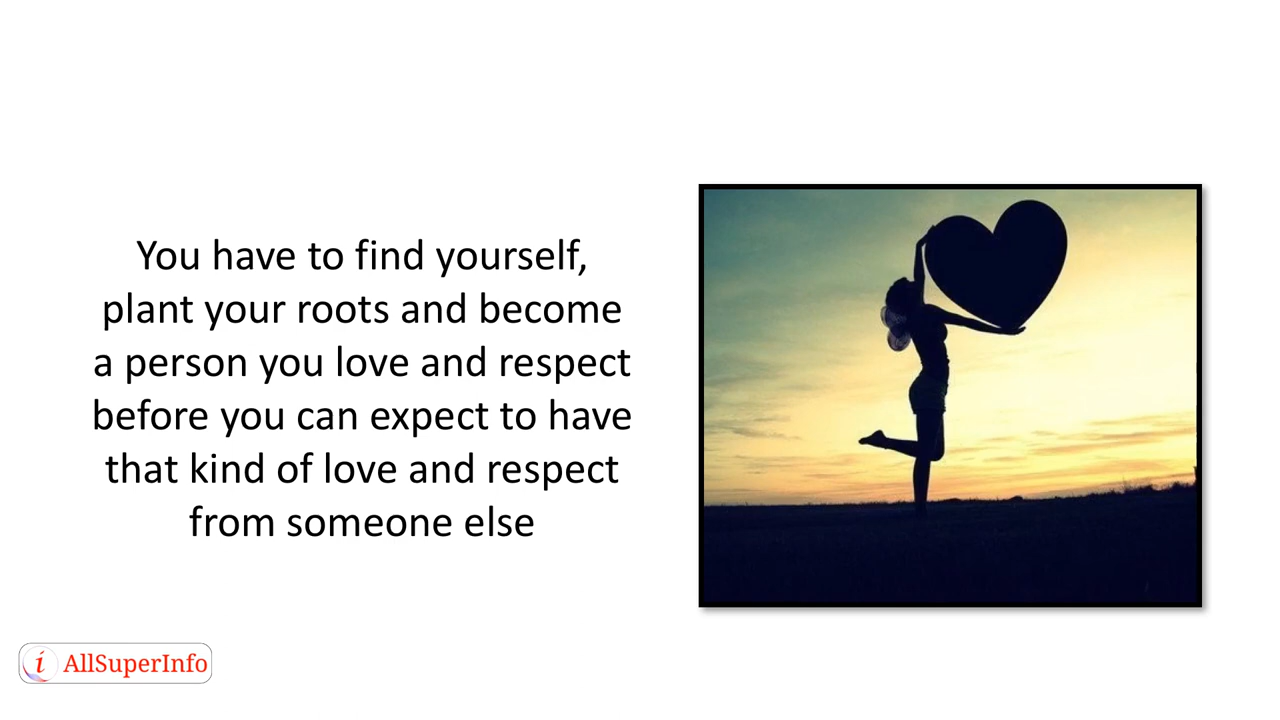 You have to find yourself,
plant your roots and become
a person you love and respect
before you can expect to have
that kind of love and respect
from someone else
i AllSuperInfo